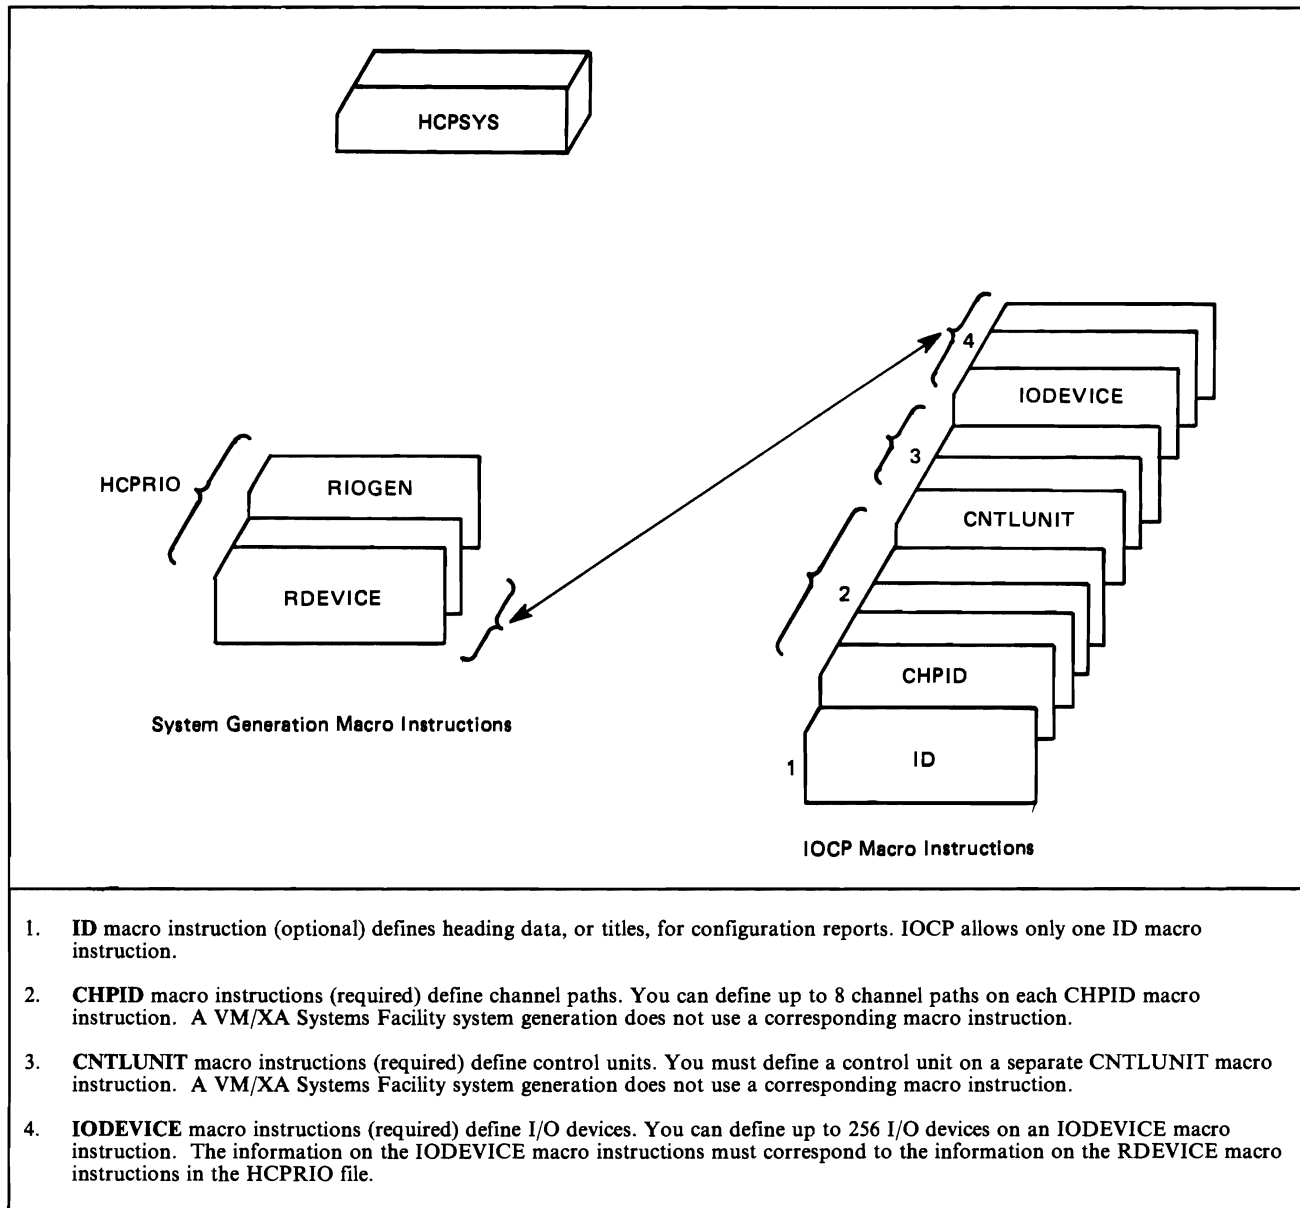 HCPSYS
4
IODEVICE
3
HCPRIO
RIOGEN
CNTLUNIT
RDEVICE
2
CHPID
System Generation Macro Instructions
1
ID
IOCP Macro Instructions
1. ID macro instruction (optional) defines heading data, or titles, for configuration reports. IOCP allows only one ID macro
instruction.
2. CHPID macro instructions (required) define channel paths. You can define up to 8 channel paths on each CHPID macro
instruction. A VM/XA Systems Facility system generation does not use a corresponding macro instruction.
3. CNTLUNIT macro instructions (required) define control units. You must define a control unit on a separate CNTLUNIT macro
instruction. A VM/XA Systems Facility system generation does not use a corresponding macro instruction.
4. IODEVICE macro instructions (required) define I/O devices. You can define up to 256 I/O devices on an IODEVICE macro
instruction. The information on the IODEVICE macro instructions must correspond to the information on the RDEVICE macro
instructions in the HCPRIO file.